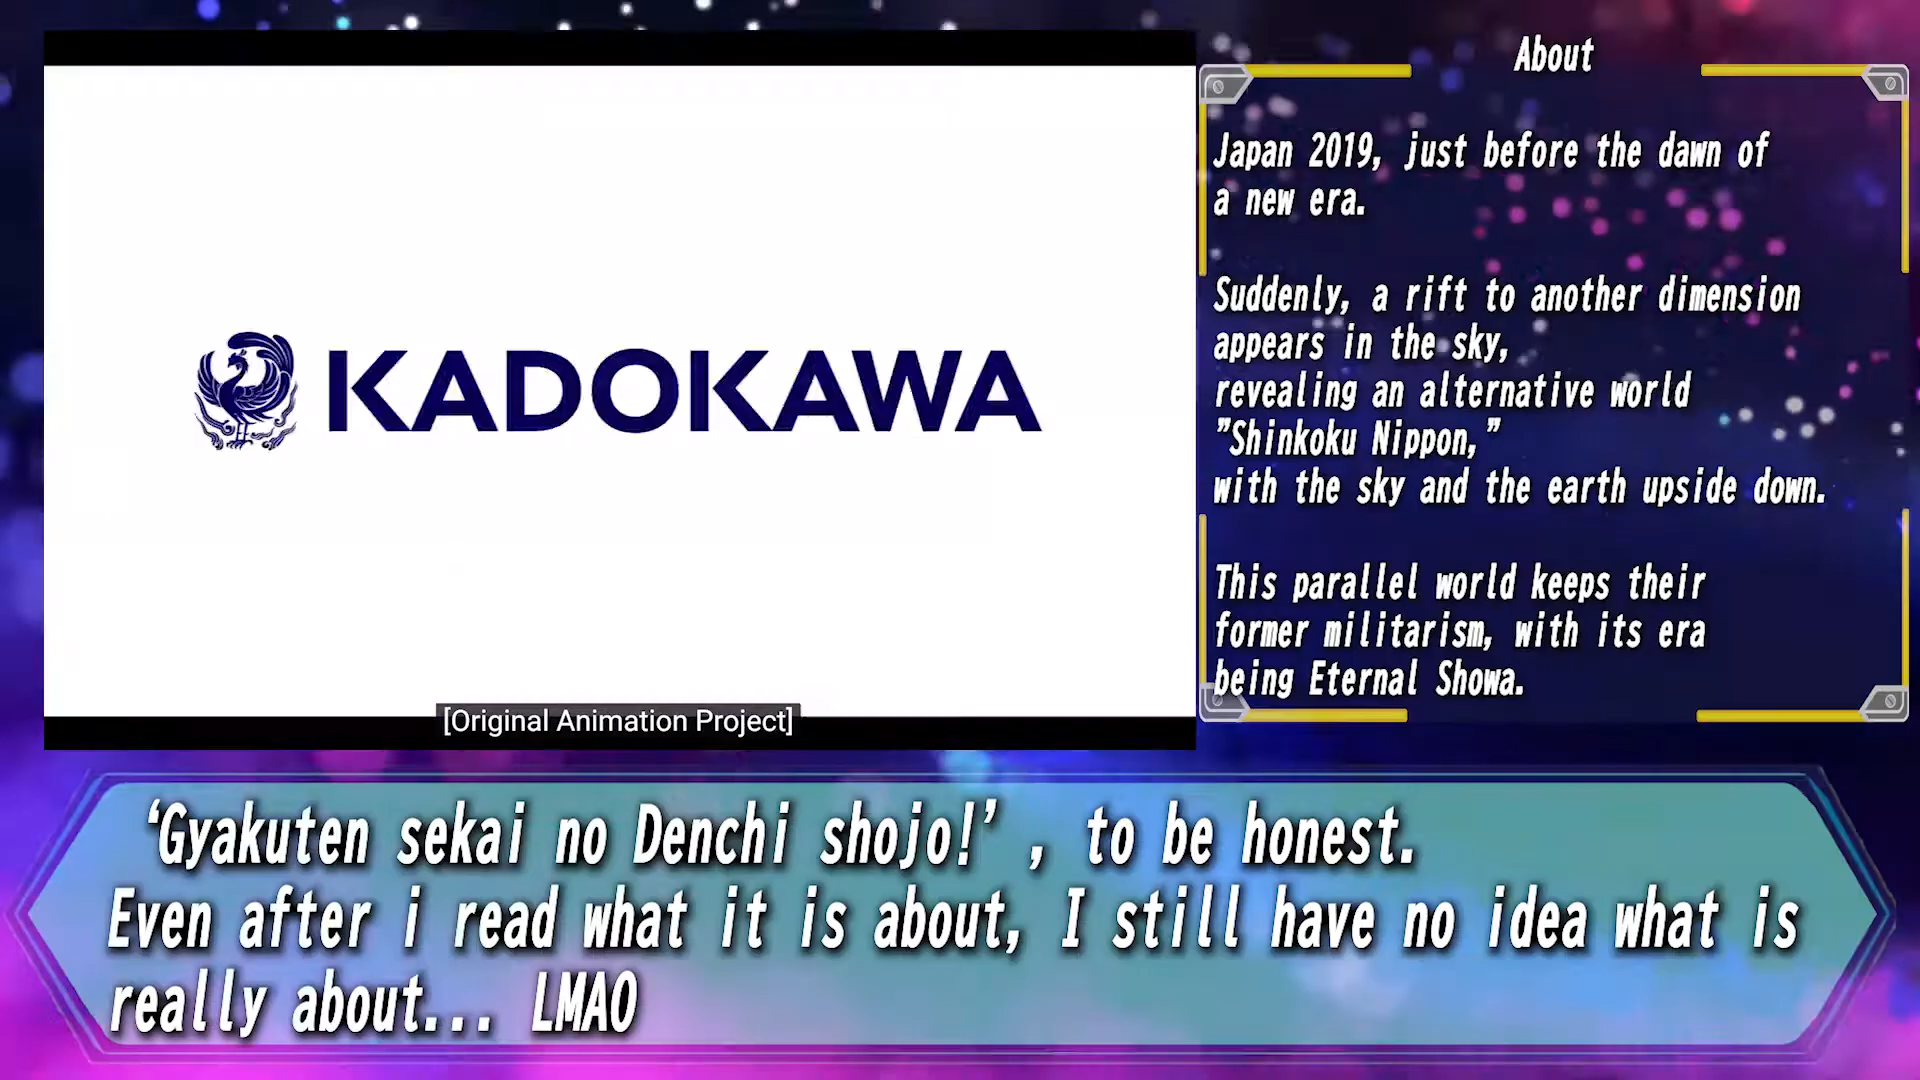 KADOKAWA
[Original Animation Project]
About
Japan 2019, just before the dawn of
a new era.
Suddenly, a rift to another dimension
appears in the sky,
revealing an alternative world
"Shinkoku Nippon,"
with the sky and the earth upside down.
This parallel world keeps their
former militarism, with its era
being Eternal Showa.
‘Gyakuten sekai no Denchi shojo!’ , to be honest.
Even after i read what it is about, I still have no idea what is
really about... LMAO